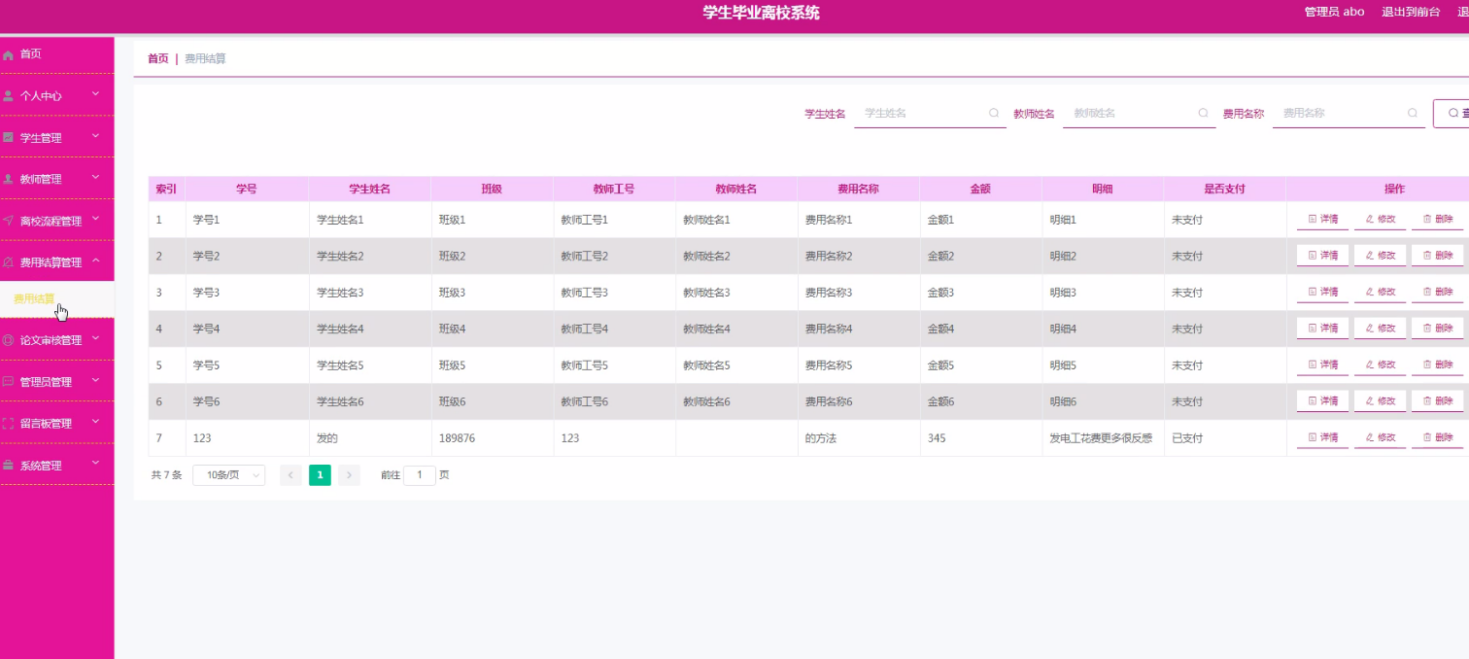 学生毕业离校系统
管理员 abo 退出到前台
首页
个人中心
学生管理
教师管理
离校流程管理
费用结算管理
费用结算
论文审核管理
管理员管理
留言板管理
系统管理
首页 | 费用结算
学生姓名 学生姓名 教师姓名 教师姓名 费用名称 费用名称
索引 学号 学生姓名 班级 教师工号 教师姓名 费用名称 金额 明细 是否支付 操作
1 学号1 学生姓名1 班级1 教师工号1 教师姓名1 费用名称1 金额1 明细1 未支付 详情 修改 删除
2 学号2 学生姓名2 班级2 教师工号2 教师姓名2 费用名称2 金额2 明细2 未支付 详情 修改 删除
3 学号3 学生姓名3 班级3 教师工号3 教师姓名3 费用名称3 金额3 明细3 未支付 详情 修改 删除
4 学号4 学生姓名4 班级4 教师工号4 教师姓名4 费用名称4 金额4 明细4 未支付 详情 修改 删除
5 学号5 学生姓名5 班级5 教师工号5 教师姓名5 费用名称5 金额5 明细5 未支付 详情 修改 删除
6 学号6 学生姓名6 班级6 教师工号6 教师姓名6 费用名称6 金额6 明细6 未支付 详情 修改 删除
7 123 发的 189876 123 的方法 345 发电工花费更多很反感 已支付 详情 修改 删除
共 7 条 10条/页 < 1 > 前往 1 页